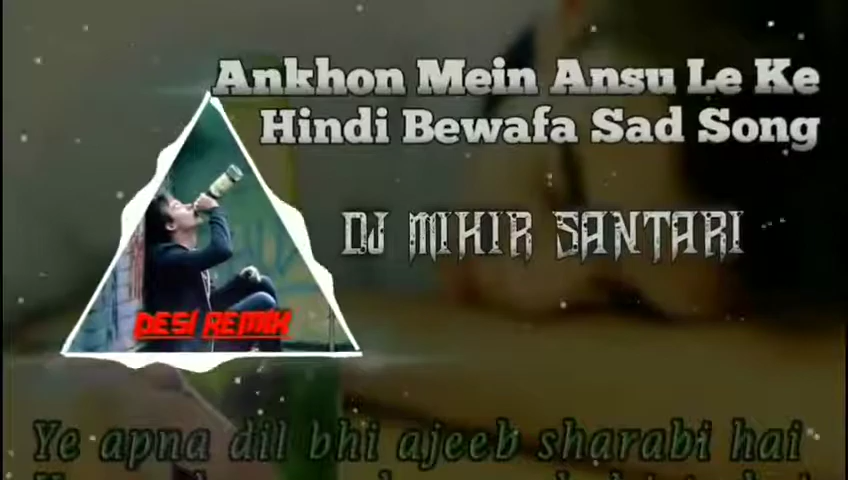 Ankhon Mein Ansu Le Ke
Hindi Bewafa Sad Song
DJ MIHIR SANTARI
DESI REMIX
Ye apna dil bhi ajeeb sharabi hai